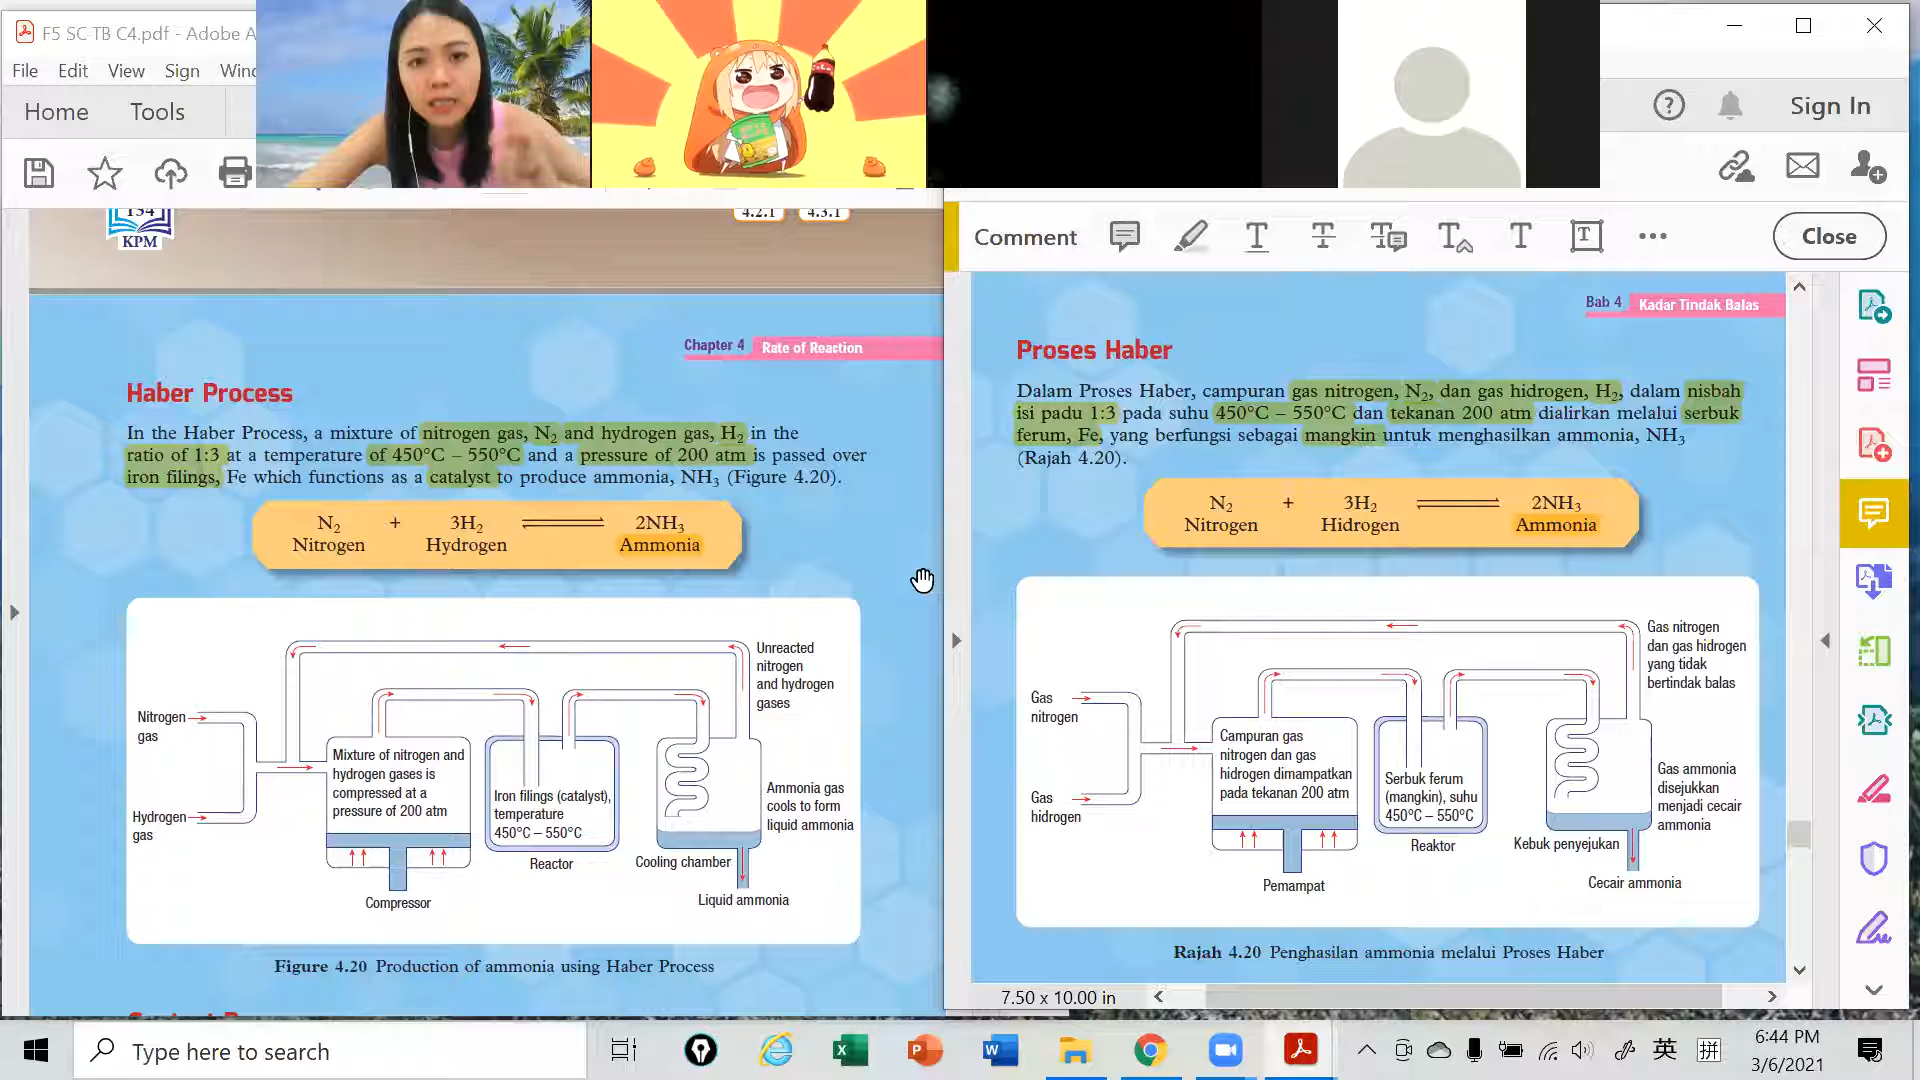 F5 SC-TB C4.pdf - Adobe A
File Edit View Sign Wind
Home Tools
Sign In
134
KPM
4.2.1 4.3.1
Chapter 4 Rate of Reaction
Haber Process
In the Haber Process, a mixture of nitrogen gas, N2 and hydrogen gas, H2 in the
ratio of 1:3 at a temperature of 450°C – 550°C and a pressure of 200 atm is passed over
iron filings, Fe which functions as a catalyst to produce ammonia, NH3 (Figure 4.20).
N2 + 3H2 ⇌ 2NH3
Nitrogen Hydrogen Ammonia
Unreacted
nitrogen
and hydrogen
gases
Nitrogen
gas
Hydrogen
gas
Mixture of nitrogen and
hydrogen gases is
compressed at a
pressure of 200 atm
Iron filings (catalyst),
temperature
450°C – 550°C
Ammonia gas
cools to form
liquid ammonia
Reactor
Cooling chamber
Compressor
Liquid ammonia
Figure 4.20 Production of ammonia using Haber Process
Comment
Close
Bab 4 Kadar Tindak Balas
Proses Haber
Dalam Proses Haber, campuran gas nitrogen, N2, dan gas hidrogen, H2, dalam nisbah
isi padu 1:3 pada suhu 450°C – 550°C dan tekanan 200 atm dialirkan melalui serbuk
ferum, Fe, yang berfungsi sebagai mangkin untuk menghasilkan ammonia, NH3
(Rajah 4.20).
N2 + 3H2 ⇌ 2NH3
Nitrogen Hidrogen Ammonia
Gas nitrogen
dan gas hidrogen
yang tidak
bertindak balas
Gas
nitrogen
Gas
hidrogen
Campuran gas
nitrogen dan gas
hidrogen dimampatkan
pada tekanan 200 atm
Serbuk ferum
(mangkin), suhu
450°C – 550°C
Gas ammonia
disejukkan
menjadi cecair
ammonia
Reaktor
Kebuk penyejukan
Pemampat
Cecair ammonia
Rajah 4.20 Penghasilan ammonia melalui Proses Haber
7.50 x 10.00 in
Type here to search
英 拼
6:44 PM
3/6/2021